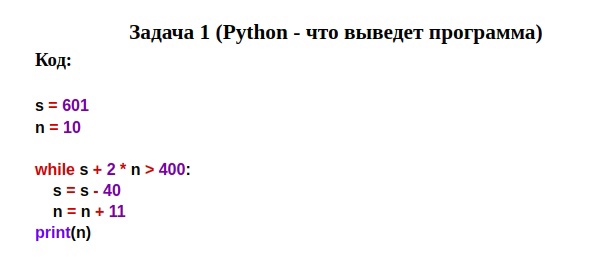 Задача 1 (Python - что выведет программа)
Код:
s = 601
n = 10
while s + 2 * n > 400:
    s = s - 40
    n = n + 11
print(n)